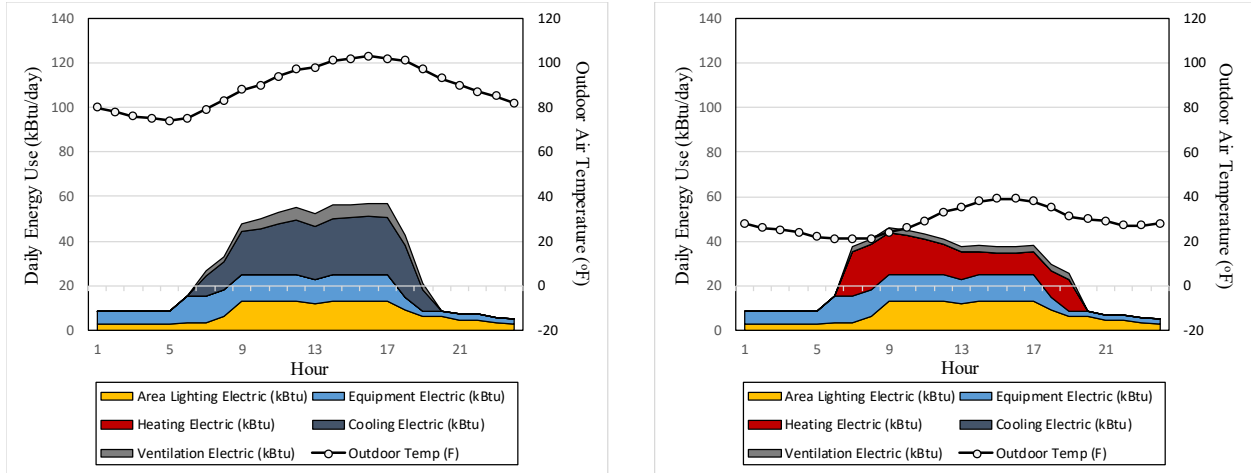 Daily Energy Use (kBtu/day)
140
120
100
80
60
40
20
0
120
100
80
60
40
20
0
-20
Outdoor Air Temperature (°F)
1 5 9 13 17 21
Hour
Area Lighting Electric (kBtu) Equipment Electric (kBtu)
Heating Electric (kBtu) Cooling Electric (kBtu)
Ventilation Electric (kBtu) Outdoor Temp (F)
Daily Energy Use (kBtu/day)
140
120
100
80
60
40
20
0
120
100
80
60
40
20
0
-20
Outdoor Air Temperature (°F)
1 5 9 13 17 21
Hour
Area Lighting Electric (kBtu) Equipment Electric (kBtu)
Heating Electric (kBtu) Cooling Electric (kBtu)
Ventilation Electric (kBtu) Outdoor Temp (F)